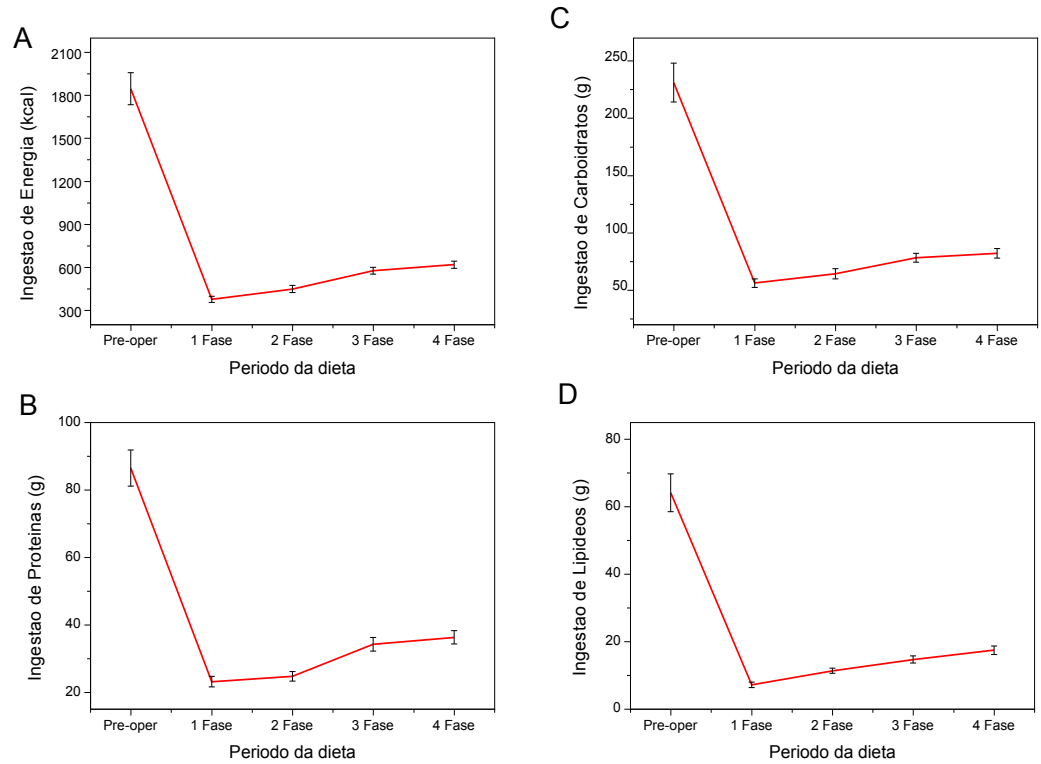 A
Ingestao de Energia (kcal)
2100
1800
1500
1200
900
600
300
Pre-oper 1 Fase 2 Fase 3 Fase 4 Fase
Periodo da dieta
B
Ingestao de Proteinas (g)
100
80
60
40
20
Pre-oper 1 Fase 2 Fase 3 Fase 4 Fase
Periodo da dieta
C
Ingestao de Carboidratos (g)
250
200
150
100
50
Pre-oper 1 Fase 2 Fase 3 Fase 4 Fase
Periodo da dieta
D
Ingestao de Lipideos (g)
80
60
40
20
0
Pre-oper 1 Fase 2 Fase 3 Fase 4 Fase
Periodo da dieta